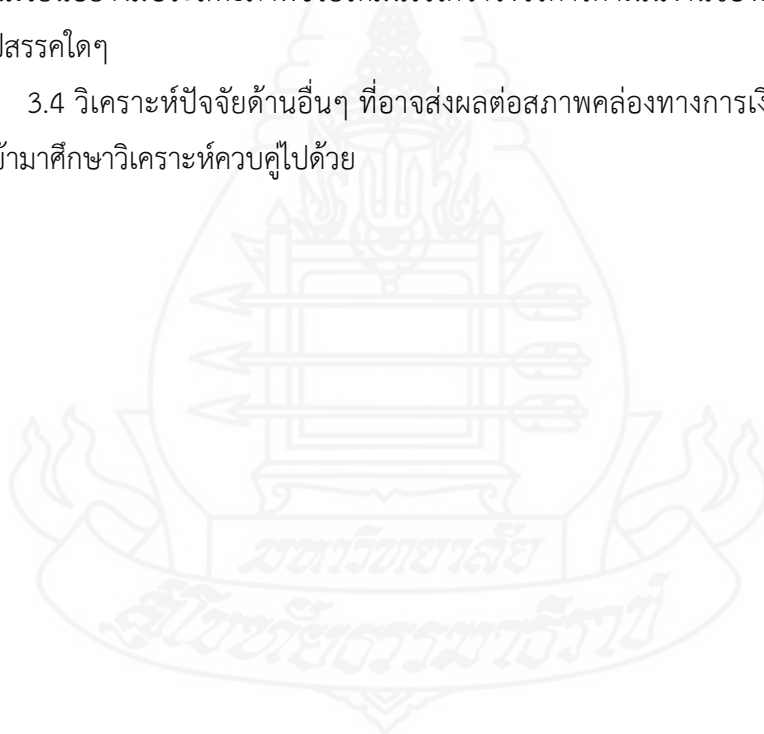 ปสรรคใดๆ
3.4 วิเคราะห์ปัจจัยด้านอื่นๆ ที่อาจส่งผลต่อสภาพคล่องทางการเงิ
ข้ามาศึกษาวิเคราะห์ควบคู่ไปด้วย
มหาวิทยาลัย
สุโขทัยธรรมาธิราช